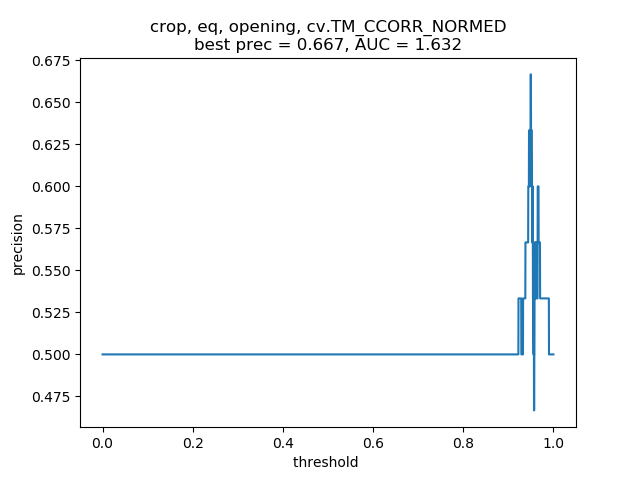 crop, eq, opening, cv.TM_CCORR_NORMED
best prec = 0.667, AUC = 1.632
0.675
0.650
0.625
0.600
0.575
0.550
0.525
0.500
0.475
precision
0.0 0.2 0.4 0.6 0.8 1.0
threshold